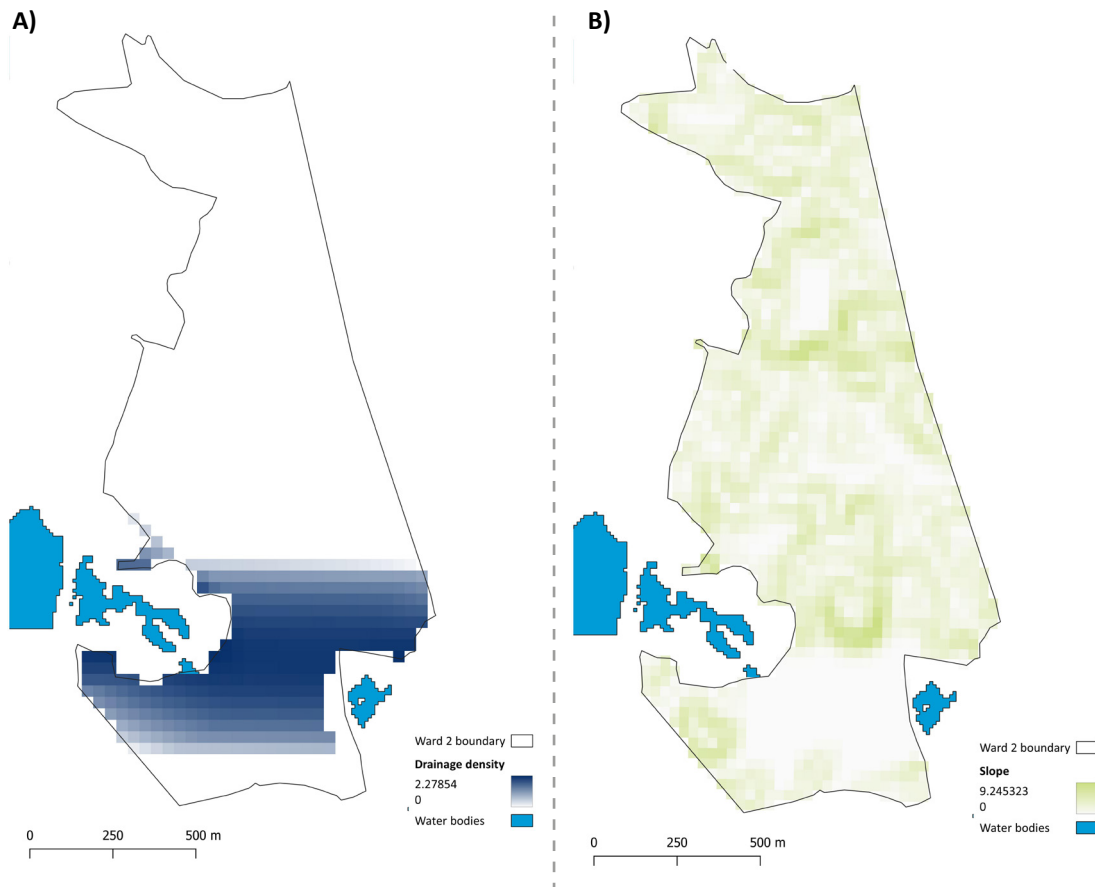 A)
Ward 2 boundary
Drainage density
2.27854
0
Water bodies
0 250 500 m
B)
Ward 2 boundary
Slope
9.245323
0
Water bodies
0 250 500 m